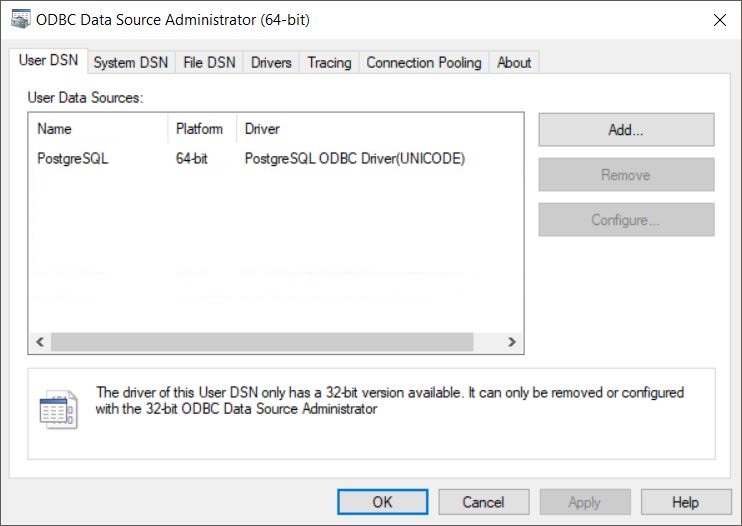 ODBC Data Source Administrator (64-bit)
User DSN System DSN File DSN Drivers Tracing Connection Pooling About
User Data Sources:
Name Platform Driver
PostgreSQL 64-bit PostgreSQL ODBC Driver(UNICODE)
Add...
Remove
Configure...
The driver of this User DSN only has a 32-bit version available. It can only be removed or configured
with the 32-bit ODBC Data Source Administrator
OK Cancel Apply Help